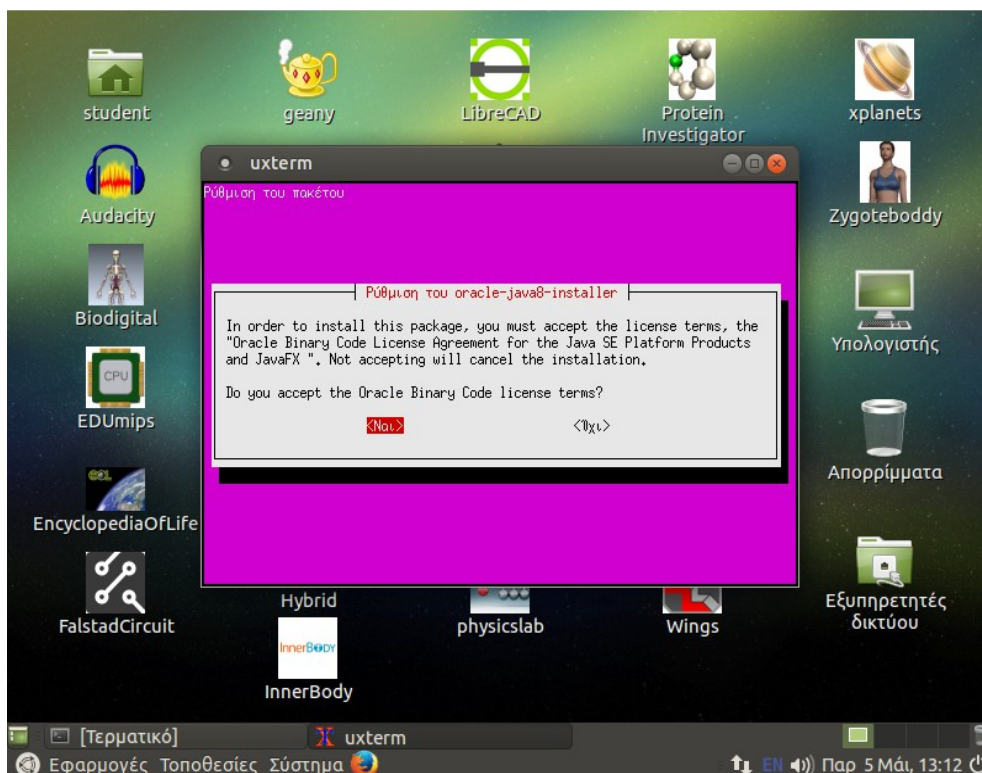 student
geany
LibreCAD
Protein
Investigator
xplanets
uxterm
Ρύθμιση του πακέτου
Audacity
Zygoteboddy
Ρύθμιση του oracle-java8-installer
In order to install this package, you must accept the license terms, the
"Oracle Binary Code License Agreement for the Java SE Platform Products
and JavaFX ". Not accepting will cancel the installation.
Do you accept the Oracle Binary Code license terms?
<Ναι>
<Όχι>
Biodigital
Υπολογιστής
CPU
EDUmips
Απορρίμματα
eol
EncyclopediaOfLife
FalstadCircuit
Hybrid
physicslab
Wings
Εξυπηρετητές
δικτύου
InnerBODY
InnerBody
[Τερματικό]
uxterm
Εφαρμογές Τοποθεσίες Σύστημα
EN
Παρ 5 Μάι, 13:12